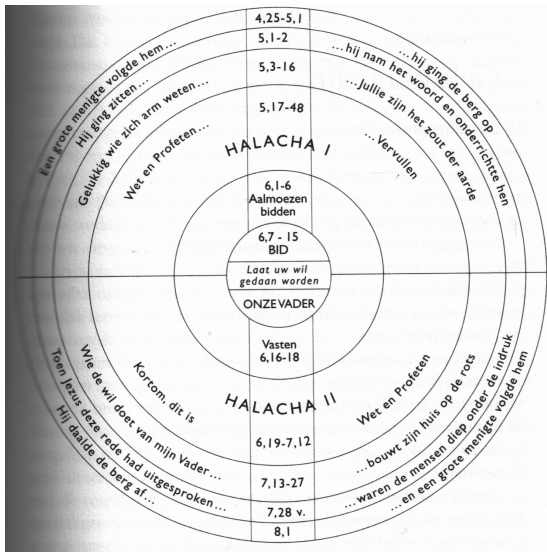 4,25-5,1
Een grote menigte volgde hem...
...hij ging de berg op
5,1-2
Hij ging zitten...
...hij nam het woord en onderrichtte hen
5,3-16
Gelukkig wie zich arm weten...
...Jullie zijn het zout der aarde
5,17-48
Wet en Profeten...
...Vervullen
HALACHA I
6,1-6
Aalmoezen
bidden
6,7 - 15
BID
Laat uw wil
gedaan worden
ONZE VADER
Vasten
6,16-18
HALACHA II
6,19-7,12
Kortom, dit is
Wet en Profeten
Wie de wil doet van mijn Vader...
...bouwt zijn huis op de rots
7,13-27
Toen Jezus deze rede had uitgesproken...
...waren de mensen diep onder de indruk
7,28 v.
Hij daalde de berg af...
...en een grote menigte volgde hem
8,1